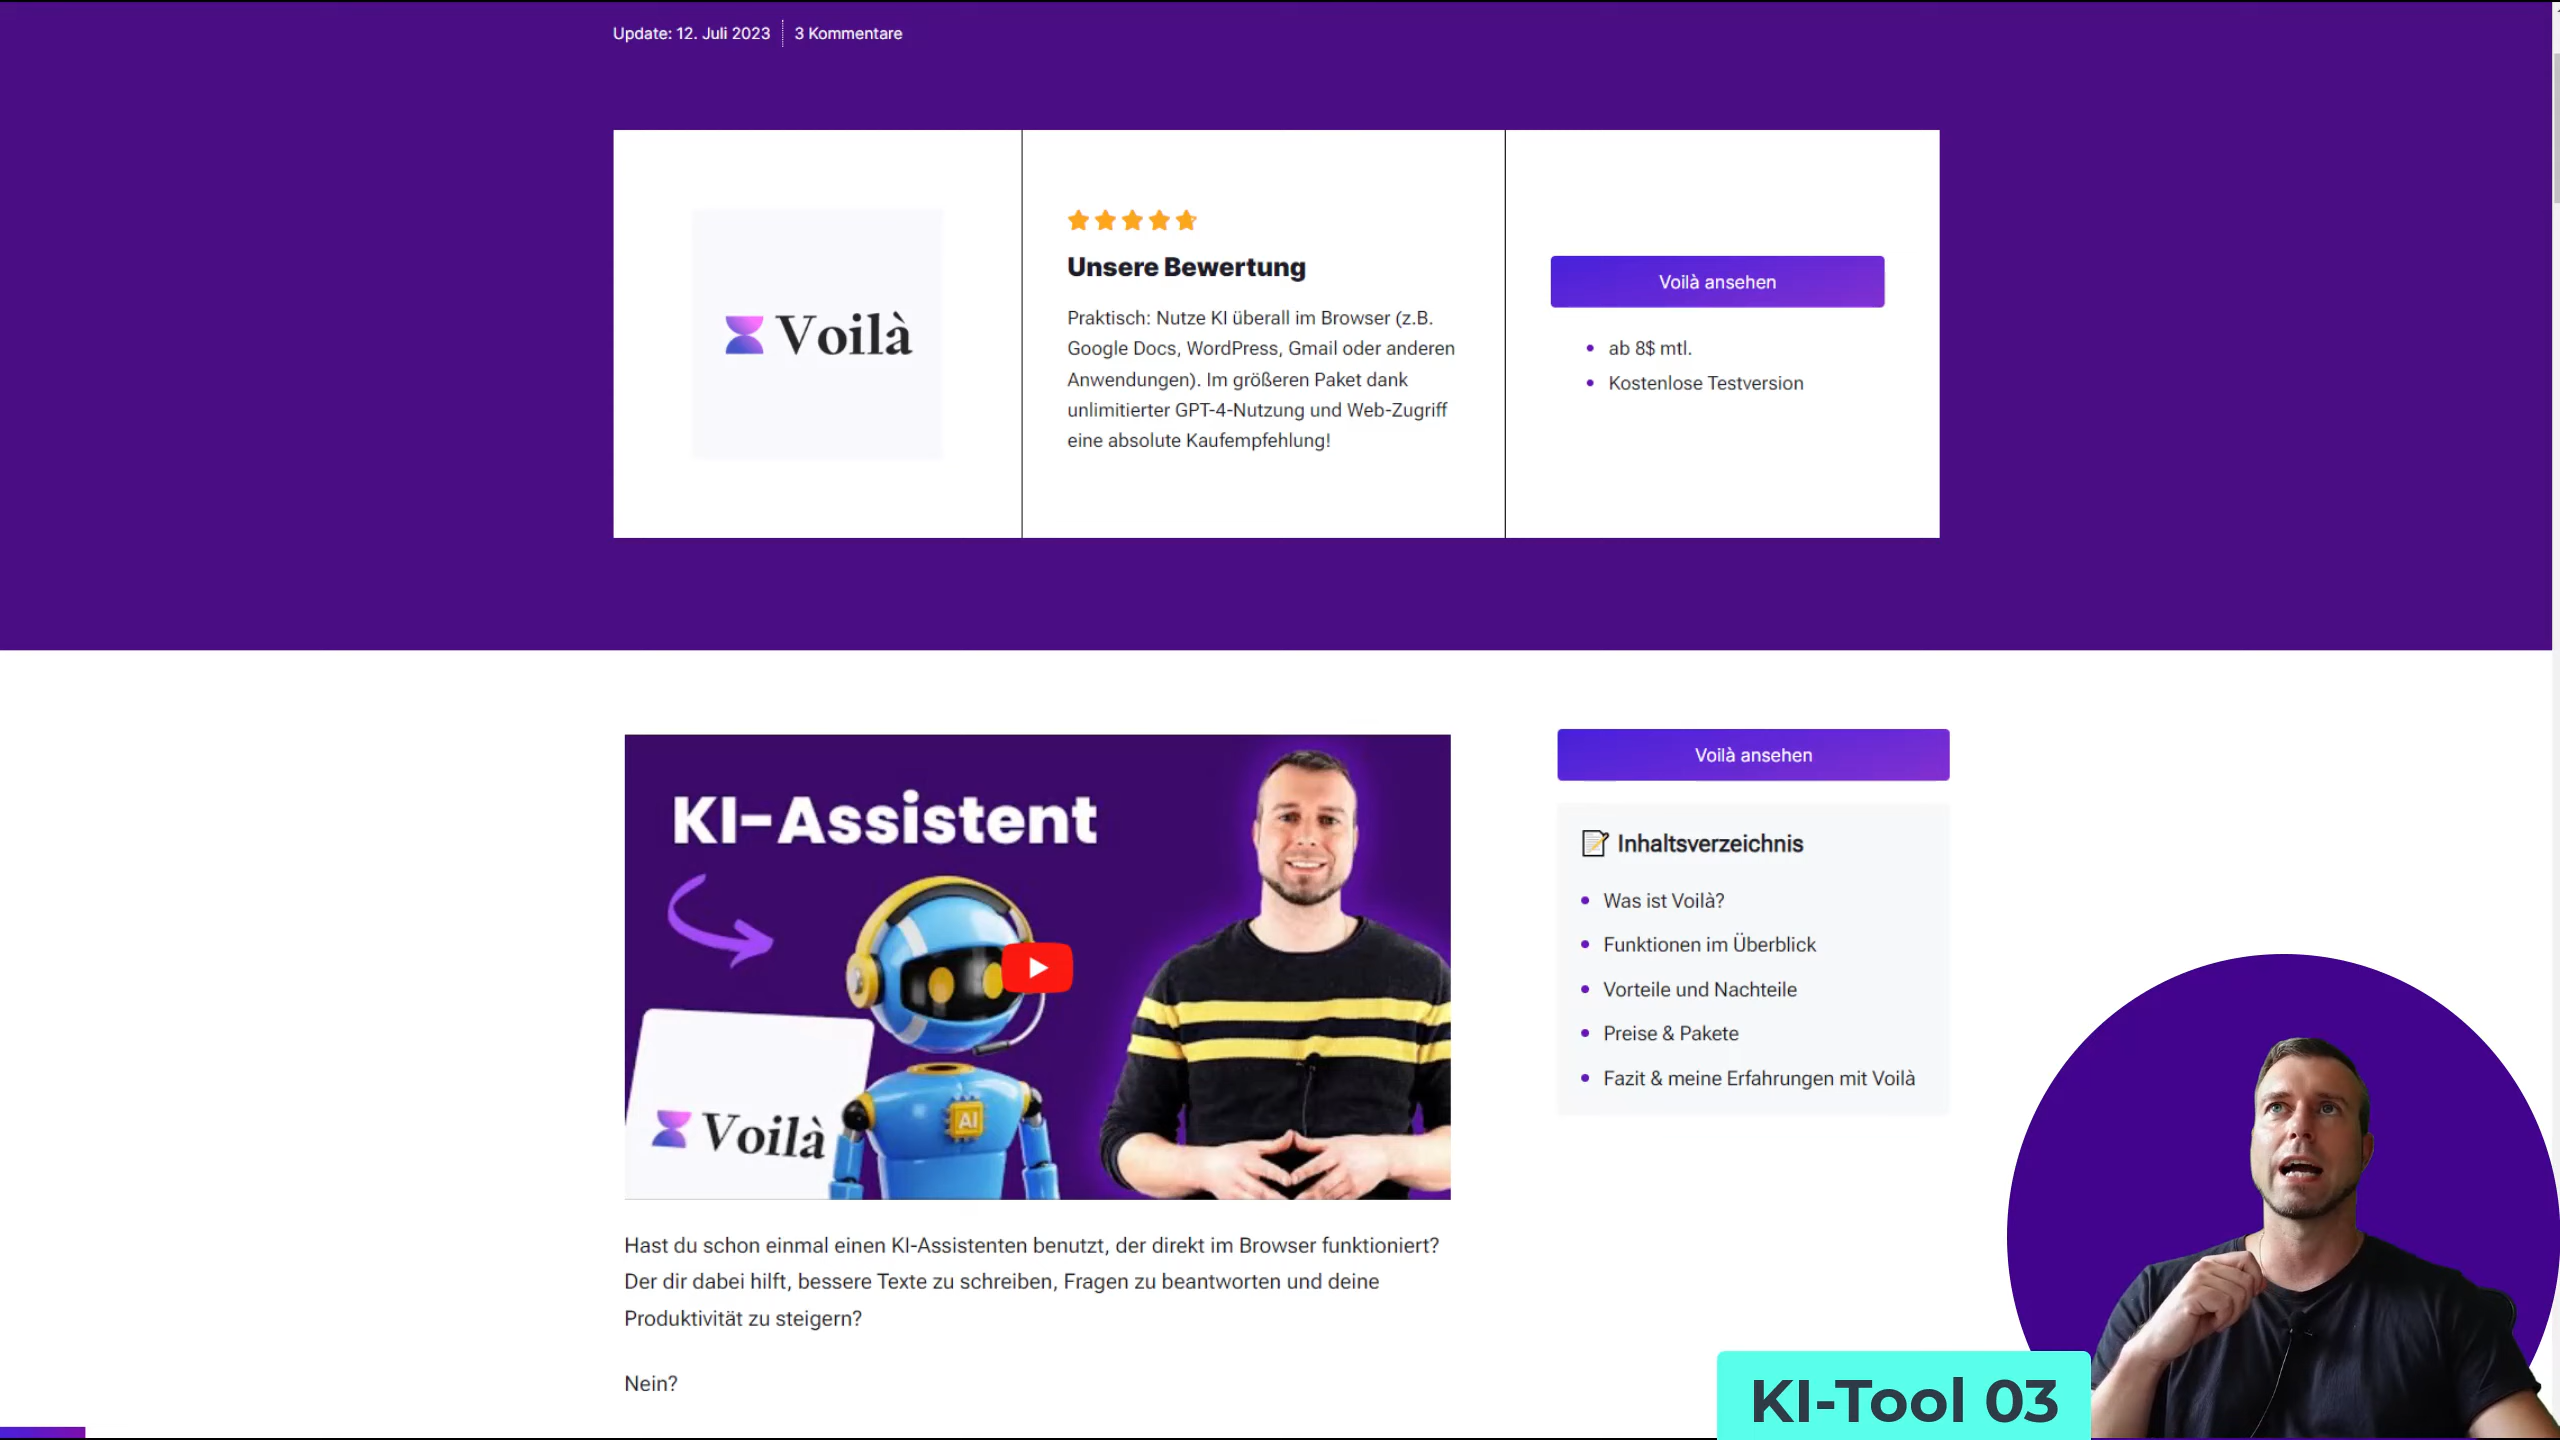 Update: 12. Juli 2023
3 Kommentare
Voilà
Unsere Bewertung
Praktisch: Nutze KI überall im Browser (z.B.
Google Docs, WordPress, Gmail oder anderen
Anwendungen). Im größeren Paket dank
unlimitierter GPT-4-Nutzung und Web-Zugriff
eine absolute Kaufempfehlung!
Voilà ansehen
ab 8$ mtl.
Kostenlose Testversion
KI-Assistent
AI
Voilà
Voilà ansehen
Inhaltsverzeichnis
Was ist Voilà?
Funktionen im Überblick
Vorteile und Nachteile
Preise & Pakete
Fazit & meine Erfahrungen mit Voilà
Hast du schon einmal einen KI-Assistenten benutzt, der direkt im Browser funktioniert?
Der dir dabei hilft, bessere Texte zu schreiben, Fragen zu beantworten und deine
Produktivität zu steigern?
Nein?
KI-Tool 03